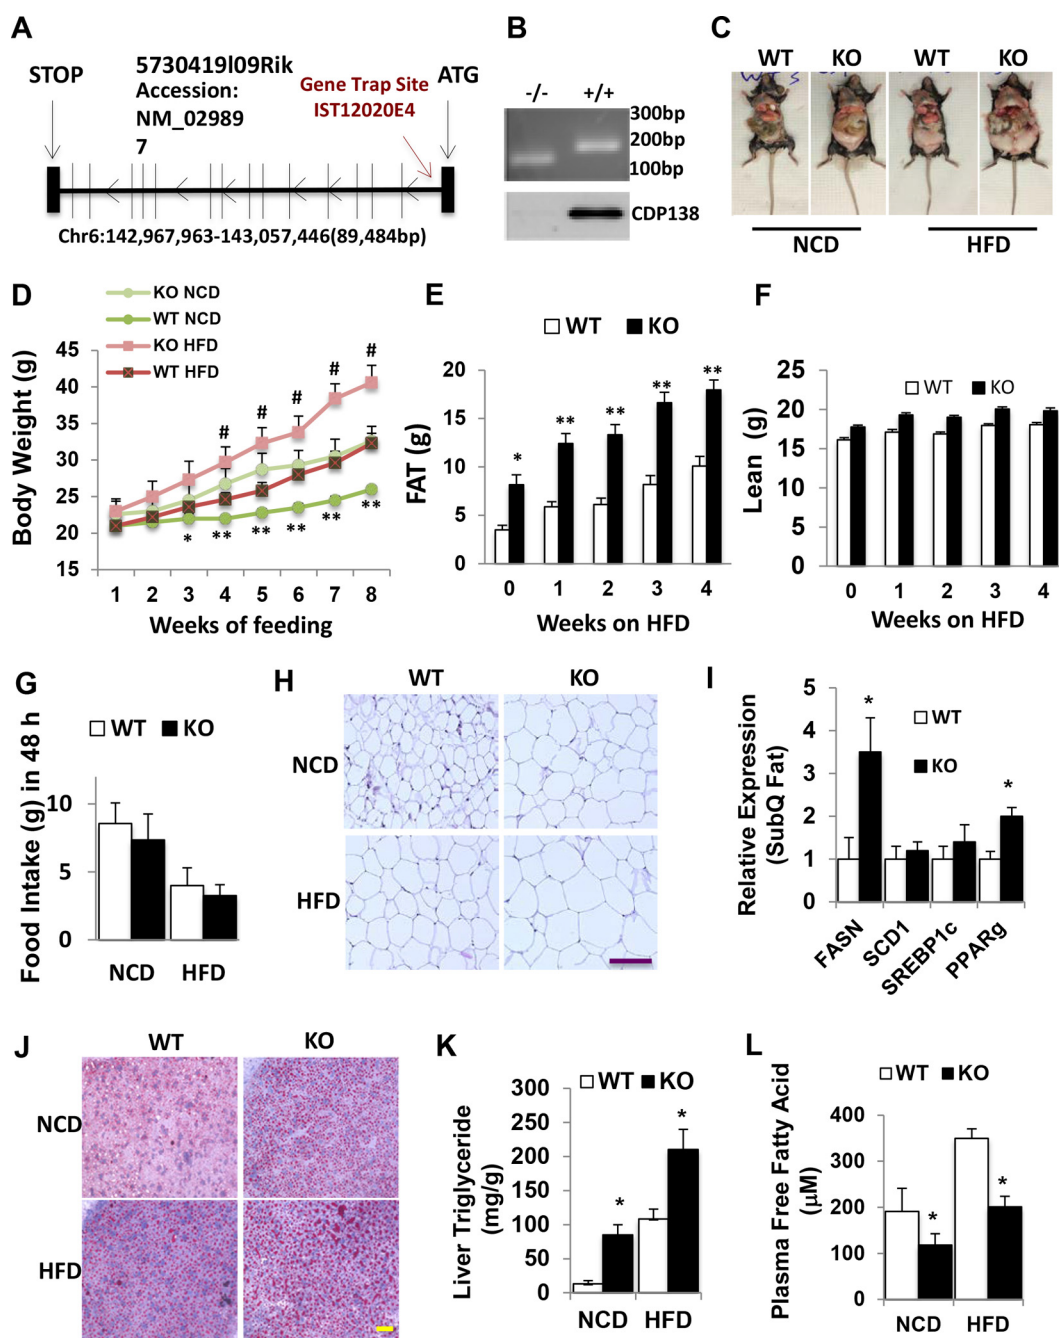 A
STOP
5730419l09Rik
Accession:
NM_02989
7
Gene Trap Site
IST12020E4
ATG
Chr6:142,967,963-143,057,446(89,484bp)
B
-/- +/+
300bp
200bp
100bp
CDP138
C
WT KO WT KO
NCD HFD
D
KO NCD
WT NCD
KO HFD
WT HFD
Body Weight (g)
45
40
35
30
25
20
15
# # # # #
* ** ** ** ** **
1 2 3 4 5 6 7 8
Weeks of feeding
E
WT KO
FAT (g)
20
15
10
5
0
* ** ** ** **
0 1 2 3 4
Weeks on HFD
F
WT KO
Lean (g)
25
20
15
10
5
0
0 1 2 3 4
Weeks on HFD
G
WT KO
Food Intake (g) in 48 h
10
5
0
NCD HFD
H
WT KO
NCD
HFD
I
Relative Expression
(SubQ Fat)
5
4
3
2
1
0
WT
KO
* *
FASN
SCD1
SREBP1c
PPARg
J
WT KO
NCD
HFD
K
WT KO
Liver Triglyceride
(mg/g)
300
250
200
150
100
50
0
* *
NCD HFD
L
WT KO
Plasma Free Fatty Acid
(µMl)
400
300
200
100
0
* *
NCD HFD